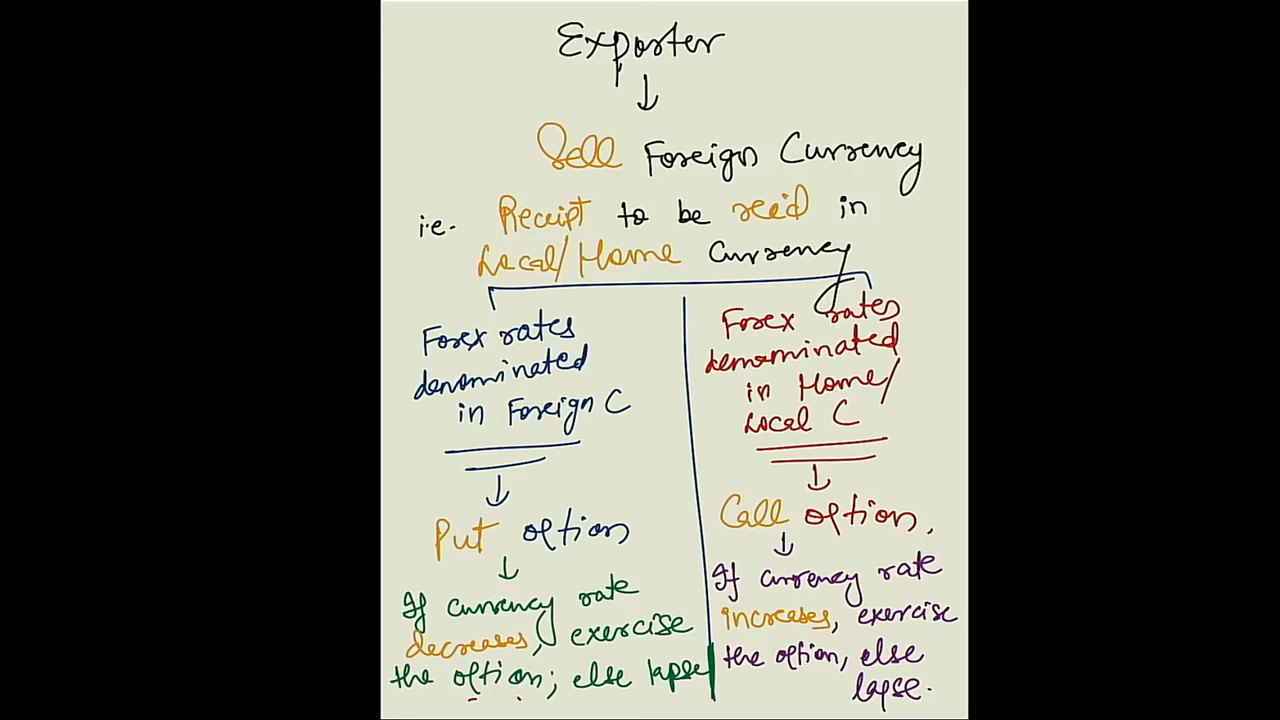 Exporter
↓
Sell Foreign Currency
i.e. Receipt to be recd in
Local/Home Currency
Forex rates
denominated
in Foreign C
↓
Put option
↓
If currency rate
decreases, exercise
the option; else lapse
Forex rates
denominated
in Home/
Local C
↓
Call option.
↓
If currency rate
increases, exercise
the option, else
lapse.